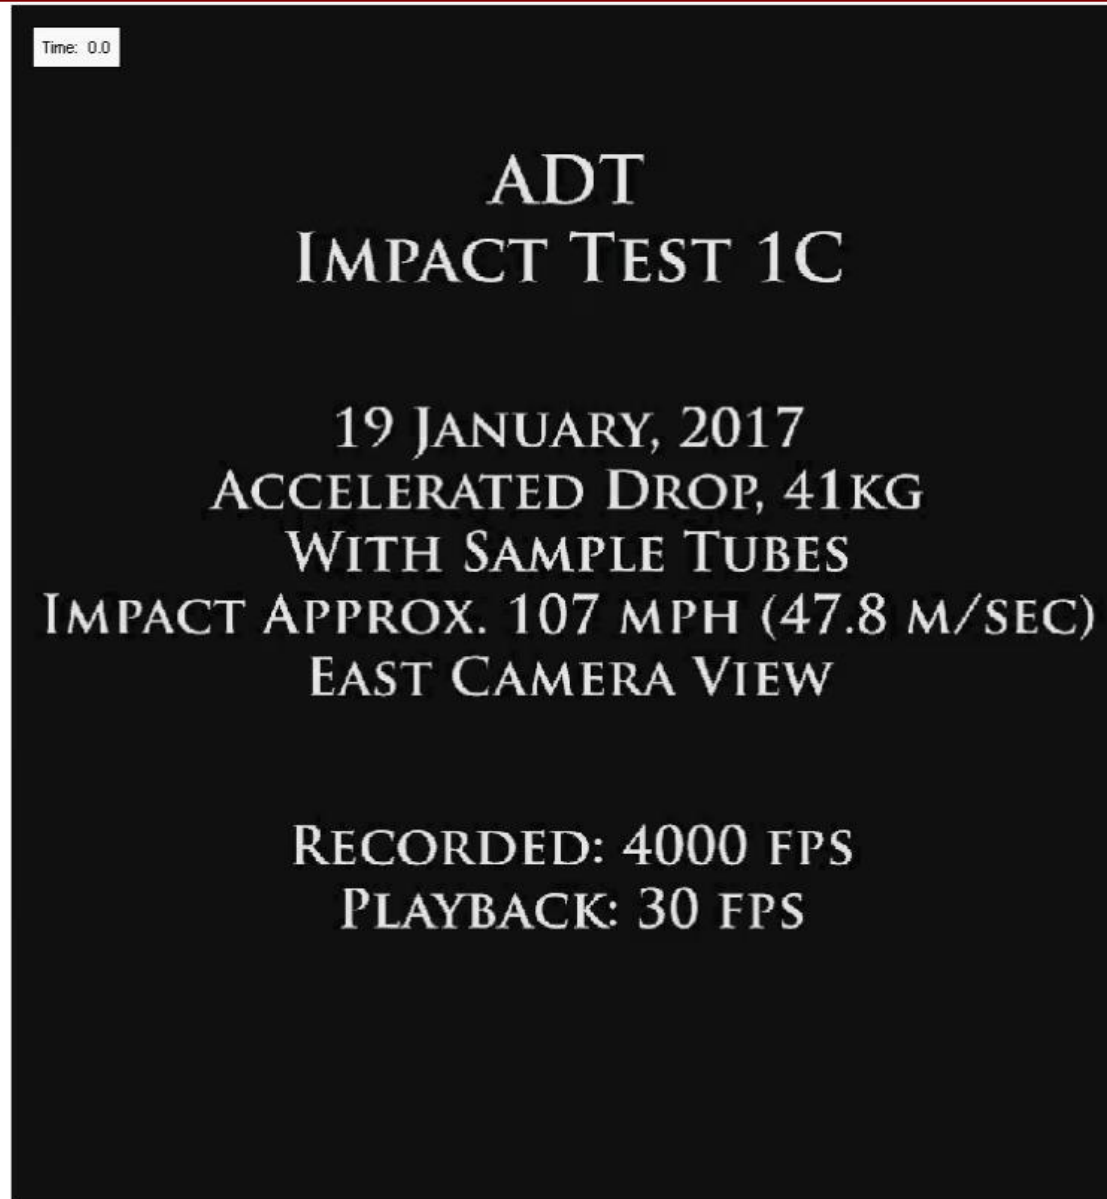 Time: 0.0
ADT
Impact Test 1C
19 January, 2017
Accelerated Drop, 41kg
With Sample Tubes
Impact Approx. 107 mph (47.8 m/sec)
East Camera View
Recorded: 4000 fps
Playback: 30 fps